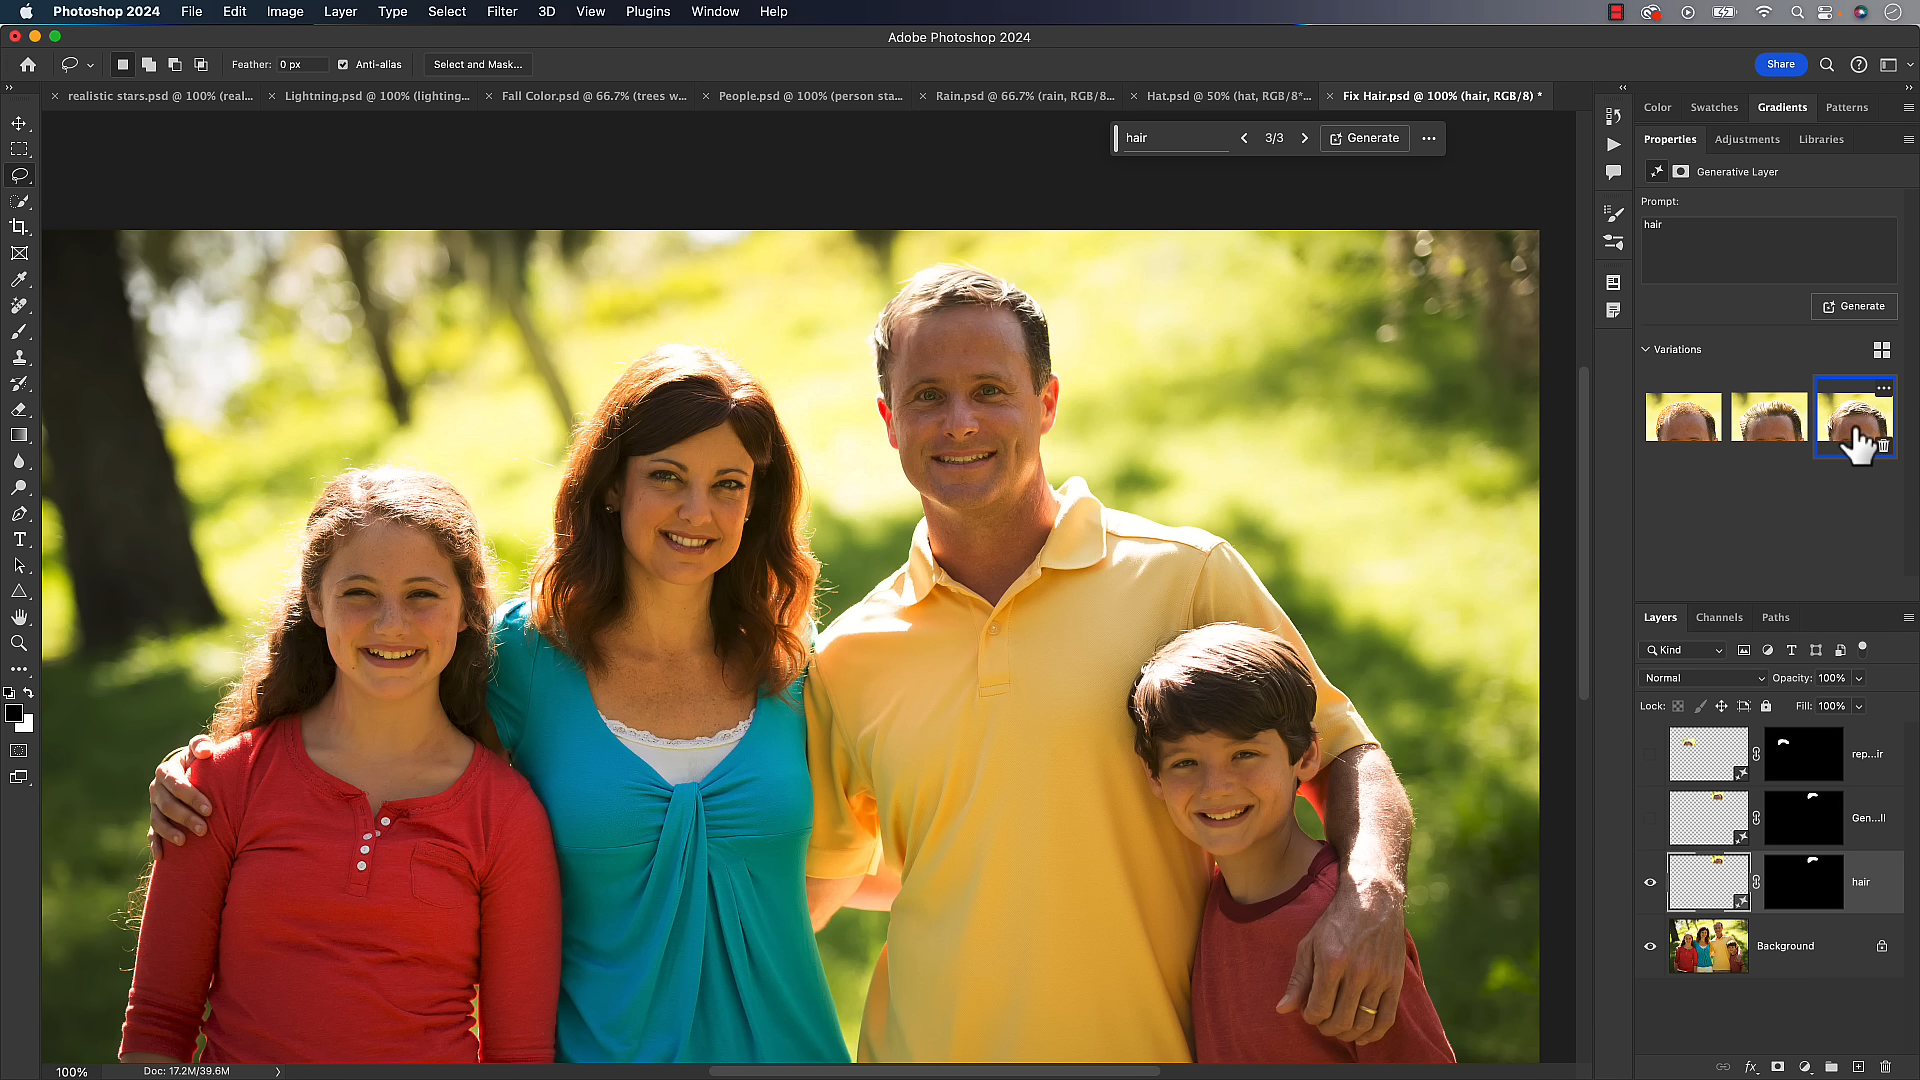 Photoshop 2024 File Edit Image Layer Type Select Filter 3D View Plugins Window Help
Adobe Photoshop 2024
Feather: 0 px Anti-alias Select and Mask... Share
realistic stars.psd @ 100% (real... Lightning.psd @ 100% (lighting... Fall Color.psd @ 66.7% (trees w... People.psd @ 100% (person sta... Rain.psd @ 66.7% (rain, RGB/8... Hat.psd @ 50% (hat, RGB/8*... Fix Hair.psd @ 100% (hair, RGB/8) *
hair 3/3 Generate
Color Swatches Gradients Patterns
Properties Adjustments Libraries
Generative Layer
Prompt:
hair
Generate
Variations
Layers Channels Paths
Kind
Normal Opacity: 100%
Lock: Fill: 100%
rep...ir
Gen...ll
hair
Background
100% Doc: 17.2M/39.6M